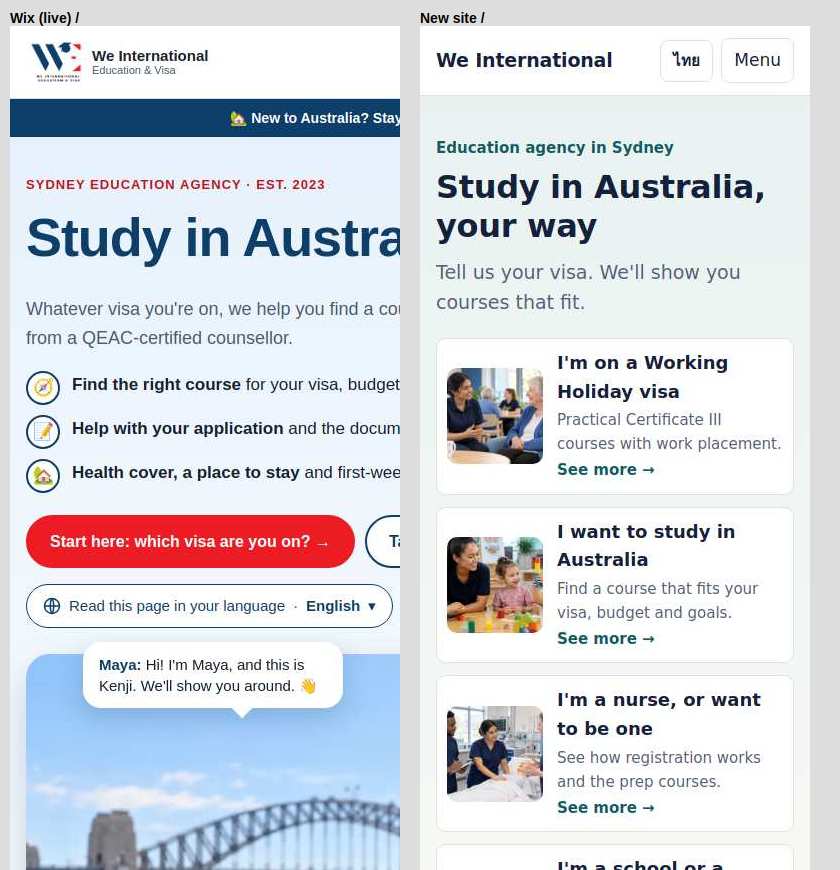 Wix (live) /
We International
Education & Visa
WE INTERNATIONAL
EDUCATION & VISA
🏡 New to Australia? Stay
SYDNEY EDUCATION AGENCY · EST. 2023
Study in Austra
Whatever visa you're on, we help you find a cou
from a QEAC-certified counsellor.
Find the right course for your visa, budget
Help with your application and the docum
Health cover, a place to stay and first-wee
Start here: which visa are you on? →
Ta
Read this page in your language · English ▾
Maya: Hi! I'm Maya, and this is
Kenji. We'll show you around. 👋
New site /
We International
ไทย
Menu
Education agency in Sydney
Study in Australia,
your way
Tell us your visa. We'll show you
courses that fit.
I'm on a Working
Holiday visa
Practical Certificate III
courses with work placement.
See more →
I want to study in
Australia
Find a course that fits your
visa, budget and goals.
See more →
I'm a nurse, or want
to be one
See how registration works
and the prep courses.
See more →
I'm a school or a